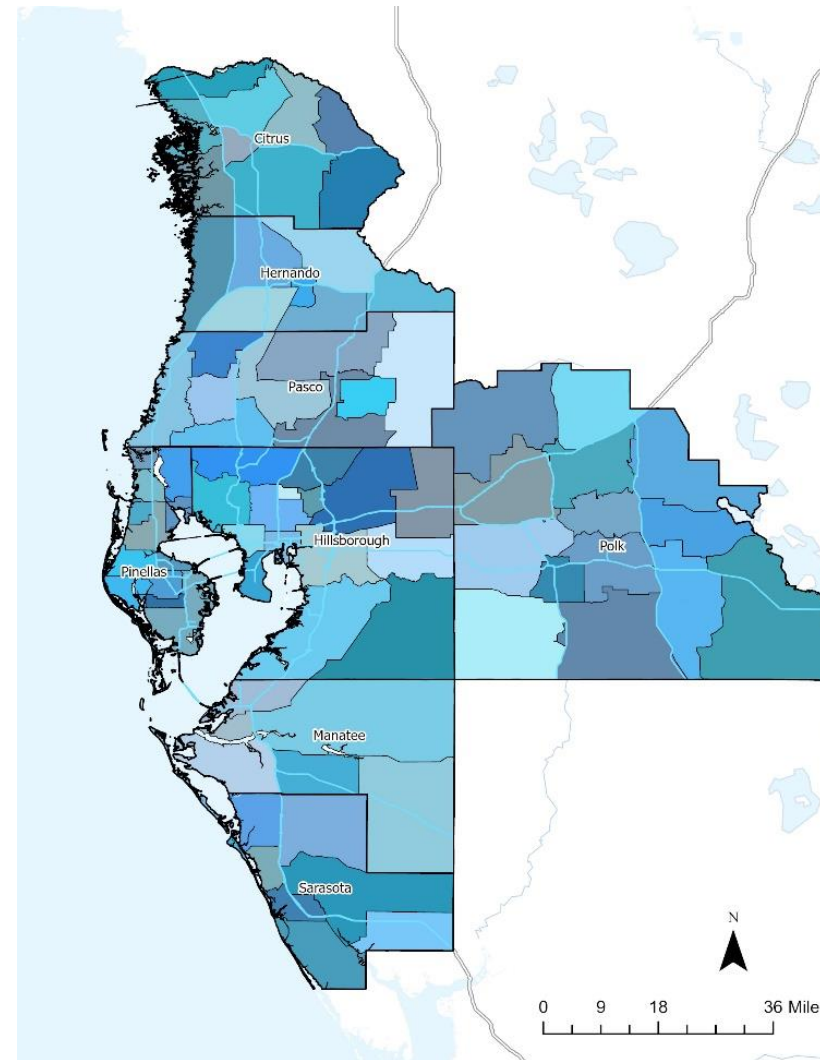 Citrus
Hernando
Pasco
Hillsborough
Polk
Pinellas
Manatee
Sarasota
N
0 9 18 36 Mile